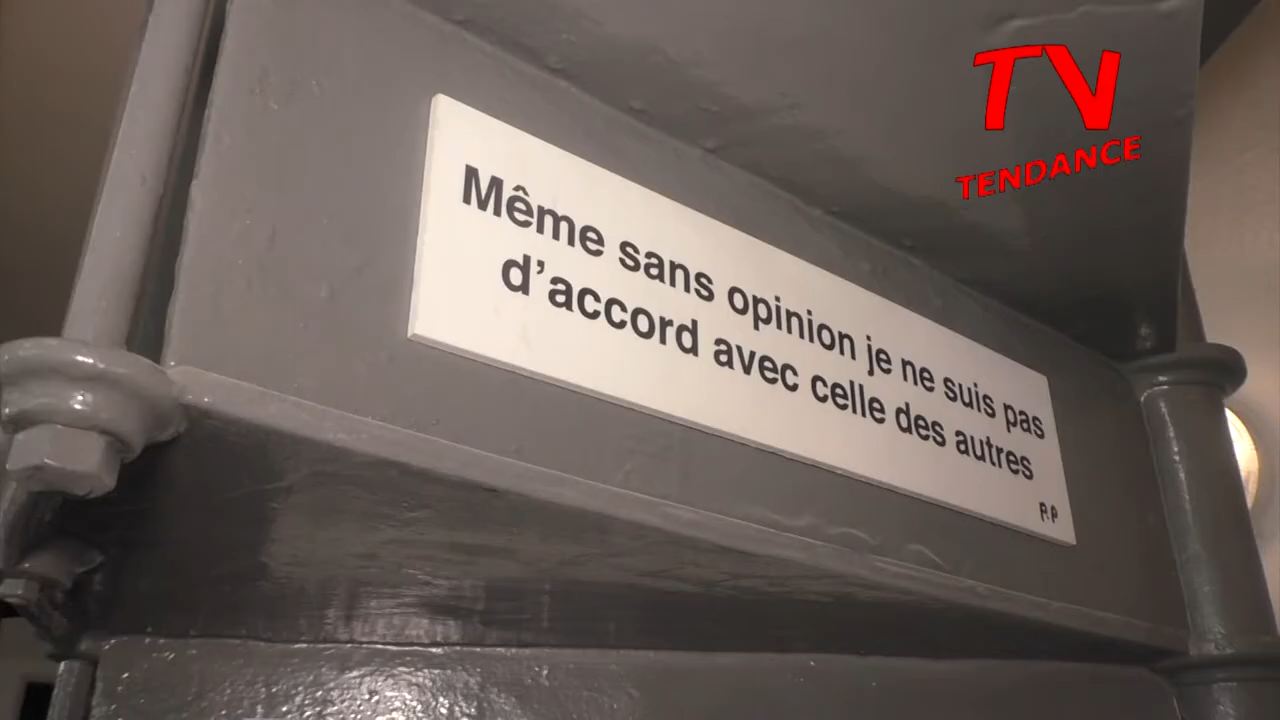 TV
TENDANCE
Même sans opinion je ne suis pas
d'accord avec celle des autres
P.P